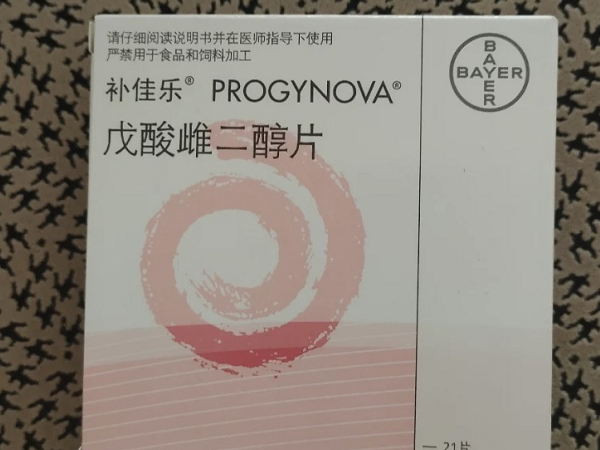 请仔细阅读说明书并在医师指导下使用
严禁用于食品和饲料加工
补佳乐® PROGYNOVA®
戊酸雌二醇片
BAYER
BAYER
21片